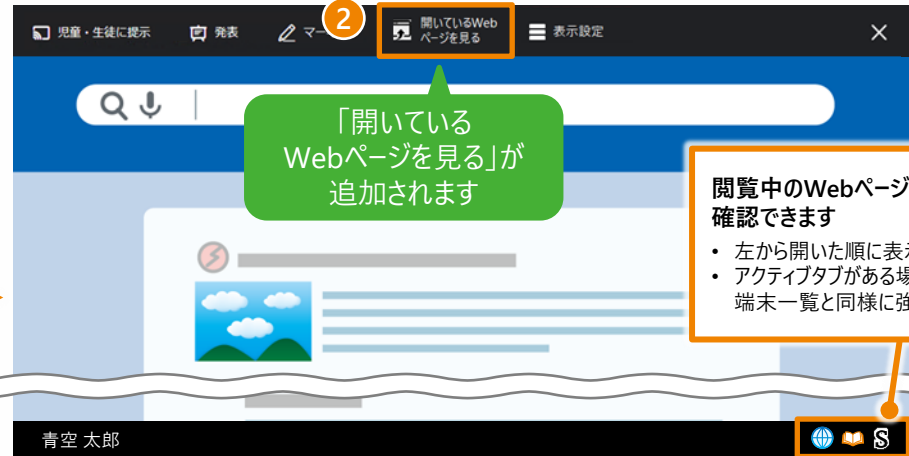 児童・生徒に提示
発表
マー
2
開いているWeb
ページを見る
表示設定
「開いている
Webページを見る」が
追加されます
閲覧中のWebページ
確認できます
• 左から開いた順に表示
• アクティブタブがある場
端末一覧と同様に強
青空 太郎